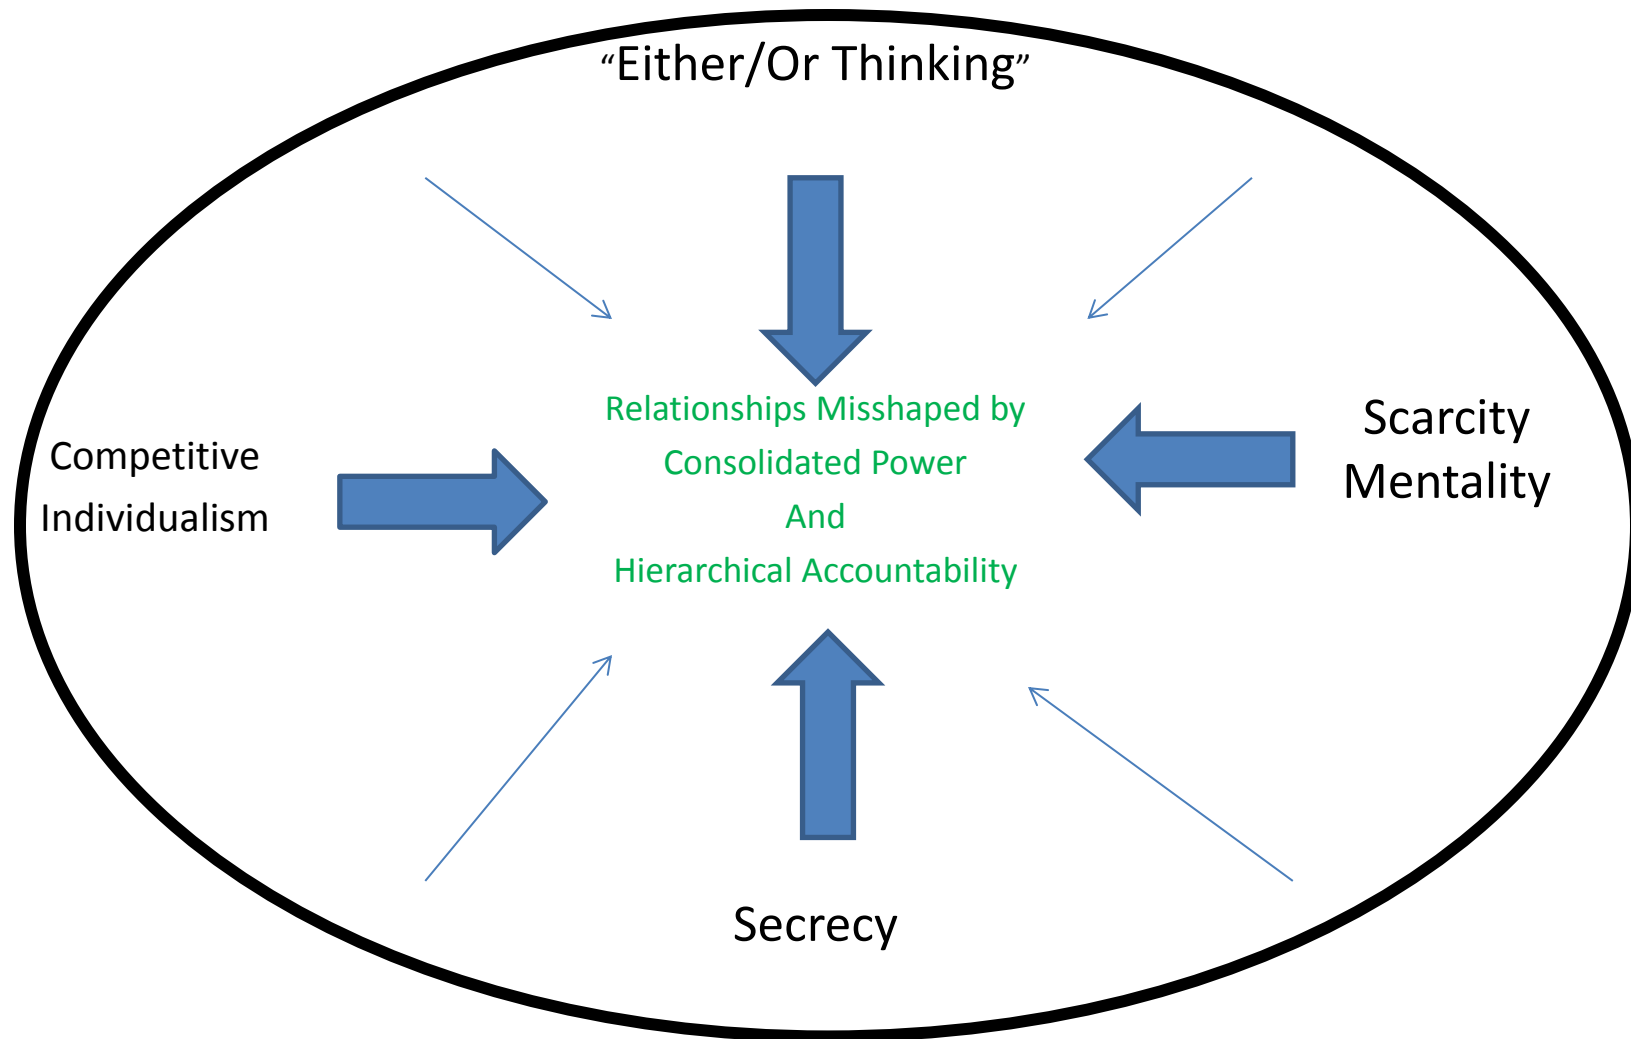 “Either/Or Thinking”
Relationships Misshaped by
Consolidated Power
And
Hierarchical Accountability
Competitive
Individualism
Scarcity
Mentality
Secrecy